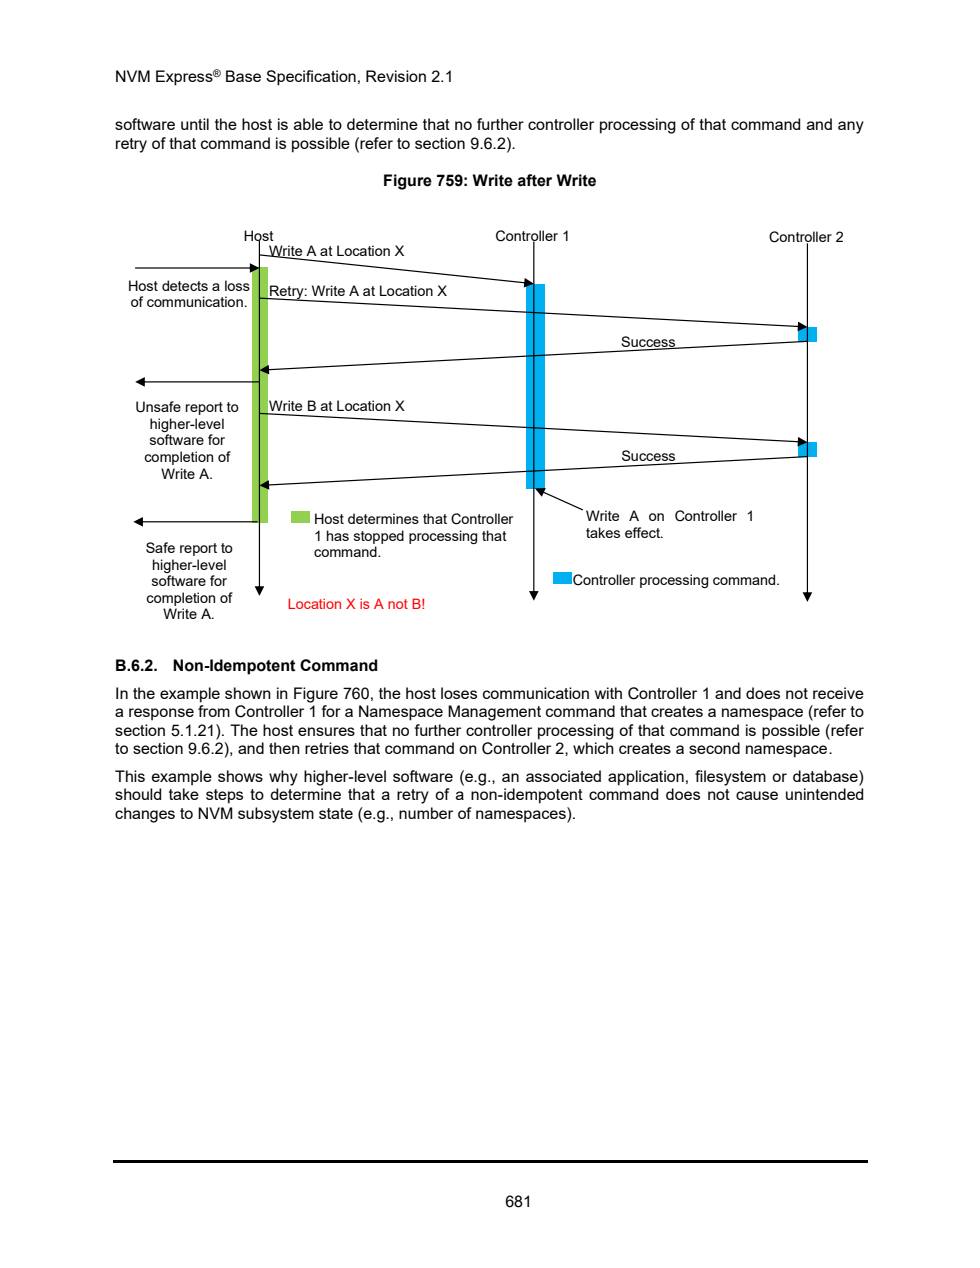 NVM Express® Base Specification, Revision 2.1
software until the host is able to determine that no further controller processing of that command and any
retry of that command is possible (refer to section 9.6.2).
Figure 759: Write after Write
Host
Controller 1
Controller 2
Write A at Location X
Host detects a loss
of communication.
Retry: Write A at Location X
Success
Unsafe report to
higher-level
software for
completion of
Write A.
Write B at Location X
Success
Host determines that Controller
1 has stopped processing that
command.
Write A on Controller 1
takes effect.
Safe report to
higher-level
software for
completion of
Write A.
Controller processing command.
Location X is A not B!
B.6.2. Non-Idempotent Command
In the example shown in Figure 760, the host loses communication with Controller 1 and does not receive
a response from Controller 1 for a Namespace Management command that creates a namespace (refer to
section 5.1.21). The host ensures that no further controller processing of that command is possible (refer
to section 9.6.2), and then retries that command on Controller 2, which creates a second namespace.
This example shows why higher-level software (e.g., an associated application, filesystem or database)
should take steps to determine that a retry of a non-idempotent command does not cause unintended
changes to NVM subsystem state (e.g., number of namespaces).
681